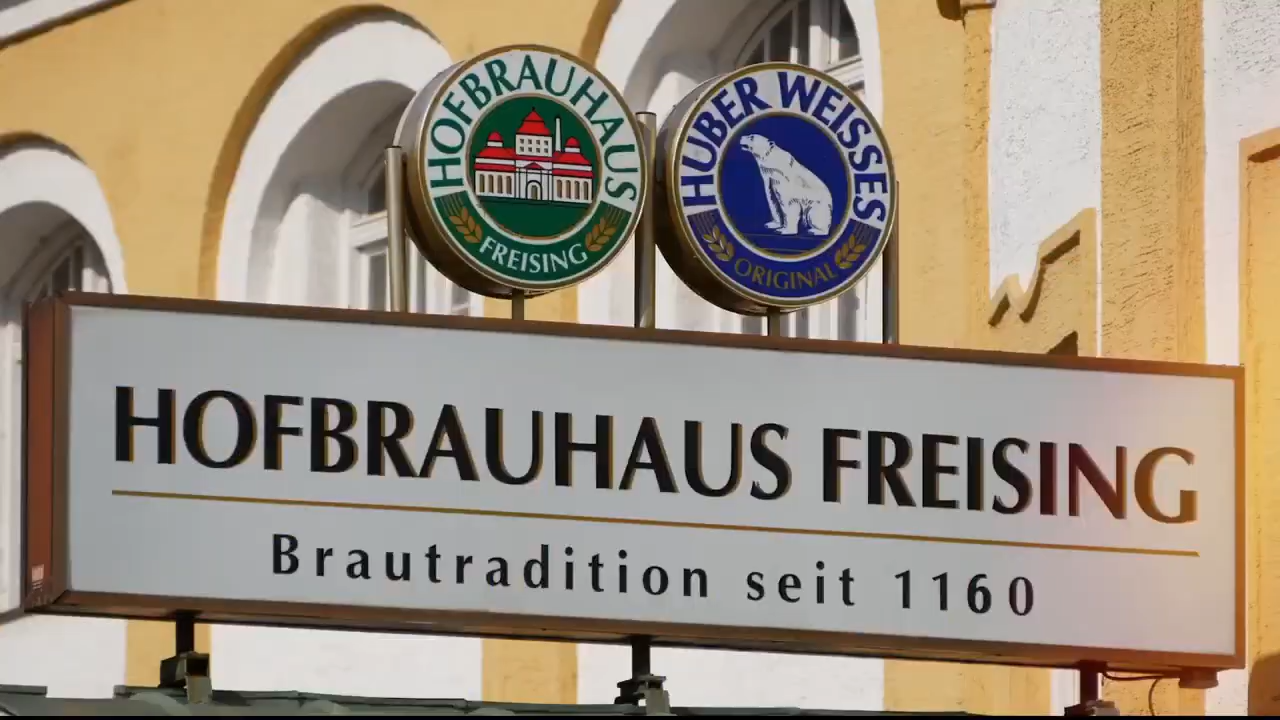 HOFBRAUHAUS
FREISING
HUBER WEISSES
ORIGINAL
HOFBRAUHAUS FREISING
Brautradition seit 1160